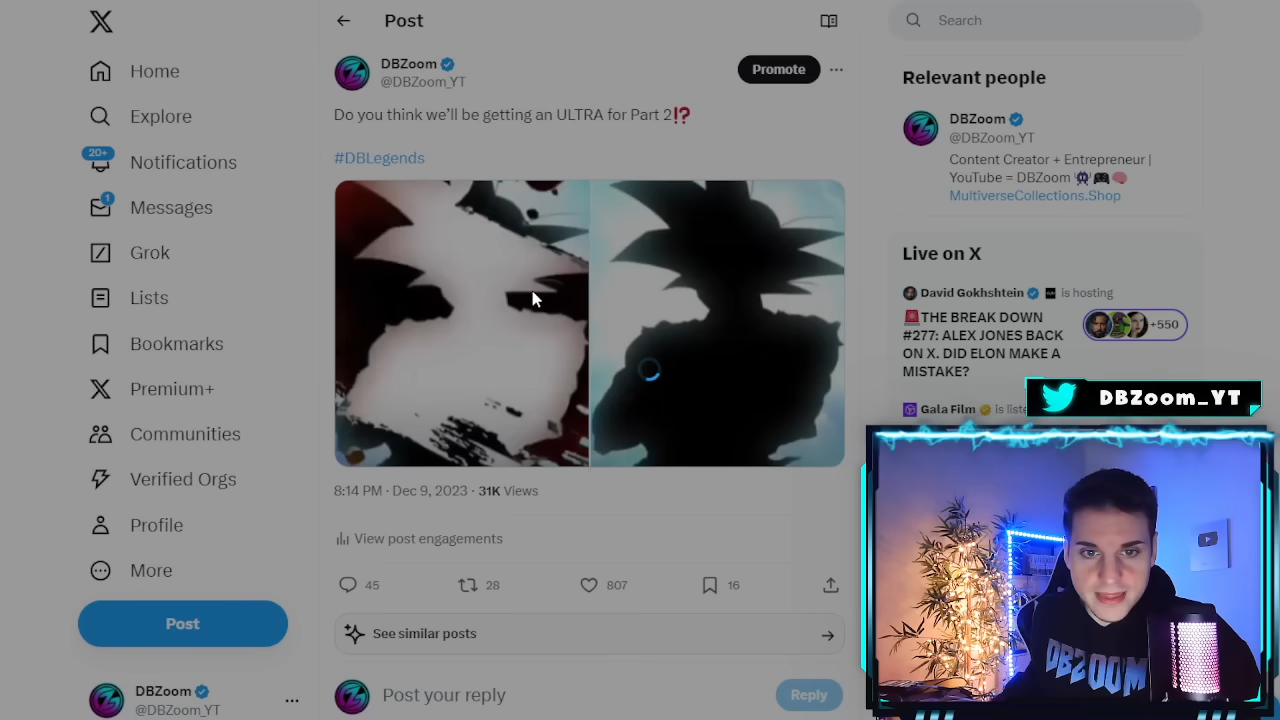 Home
Explore
20+
Notifications
1
Messages
Grok
Lists
Bookmarks
Communities
Premium+
Verified Orgs
Profile
More
Post
DBZoom
@DBZoom_YT
Post
DBZoom
@DBZoom_YT
Promote
Do you think we'll be getting an ULTRA for Part 2⁉️
#DBLegends
8:14 PM · Dec 9, 2023 · 31K Views
View post engagements
45 28 807 16
See similar posts
Post your reply
Reply
Search
Relevant people
DBZoom
@DBZoom_YT
Content Creator + Entrepreneur |
YouTube = DBZoom 👾🎮🧠
MultiverseCollections.Shop
Live on X
David Gokhshtein is hosting
🚨THE BREAK DOWN
#277: ALEX JONES BACK
ON X. DID ELON MAKE A
MISTAKE?
+550
Gala Film is liste
DBZoom_YT
DBZOOM